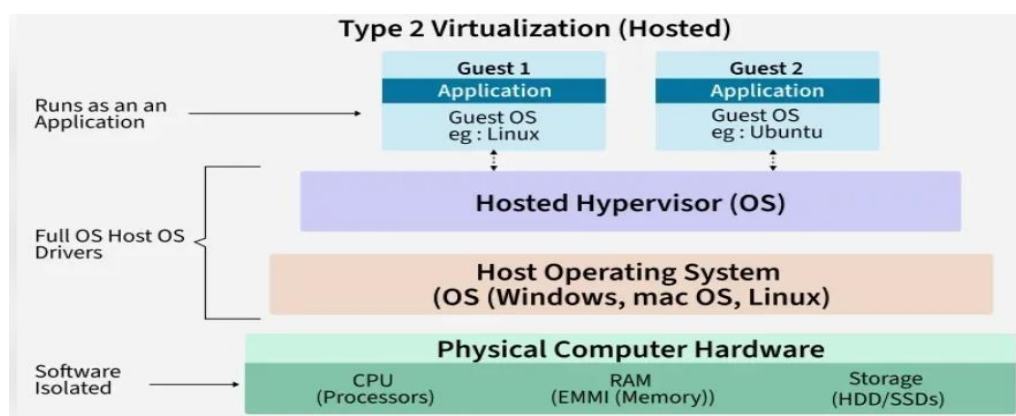 Type 2 Virtualization (Hosted)
Guest 1
Application
Guest OS
eg : Linux
Guest 2
Application
Guest OS
eg : Ubuntu
Runs as an an
Application
Hosted Hypervisor (OS)
Full OS Host OS
Drivers
Host Operating System
(OS (Windows, mac OS, Linux)
Physical Computer Hardware
Software
Isolated
CPU
(Processors)
RAM
(EMMI (Memory))
Storage
(HDD/SSDs)